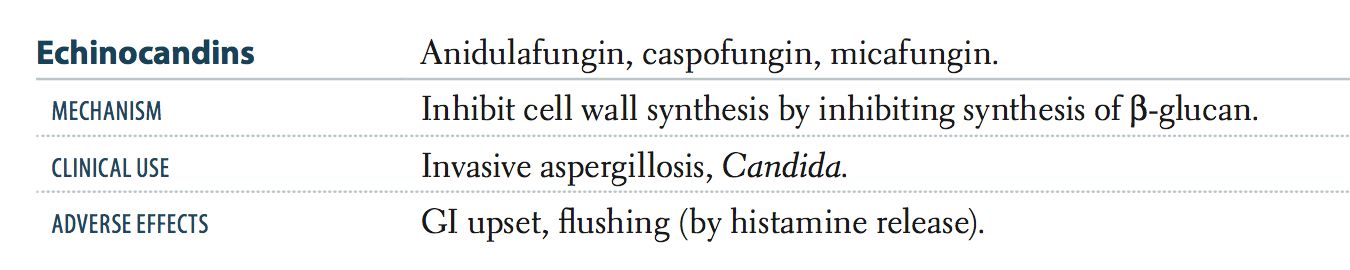 Echinocandins Anidulafungin, caspofungin, micafungin.
MECHANISM Inhibit cell wall synthesis by inhibiting synthesis of β-glucan.
CLINICAL USE Invasive aspergillosis, Candida.
ADVERSE EFFECTS GI upset, flushing (by histamine release).